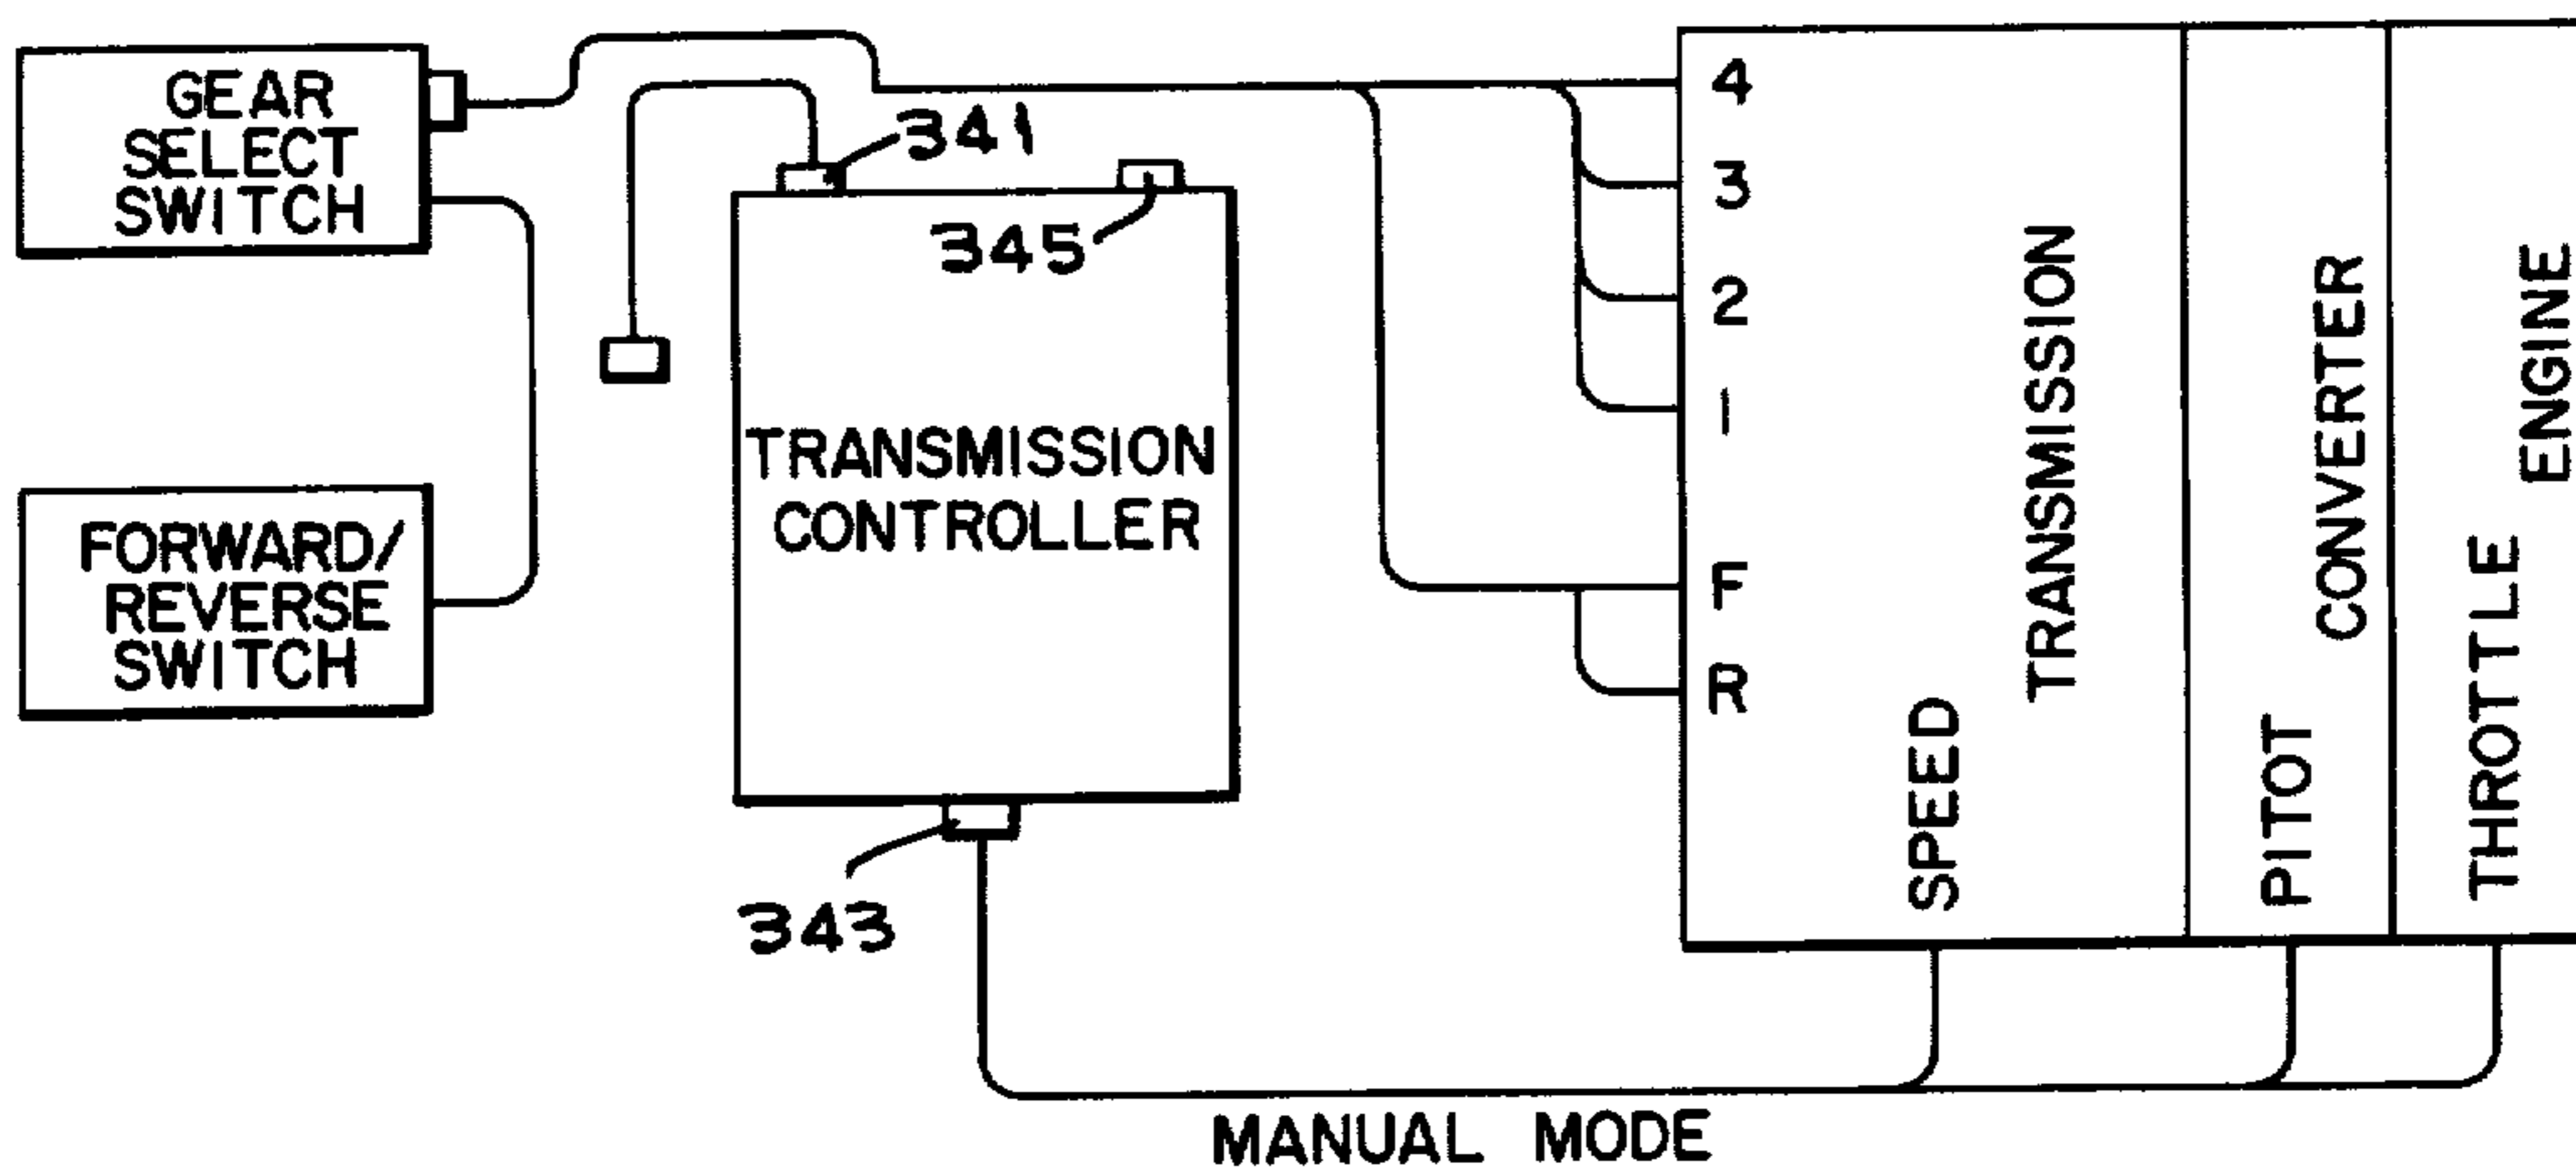 GEAR
SELECT
SWITCH
FORWARD/
REVERSE
SWITCH
341
345
TRANSMISSION
CONTROLLER
343
4
3
2
1
F
R
SPEED
TRANSMISSION
PITOT
CONVERTER
THROTTLE
ENGINE
MANUAL MODE